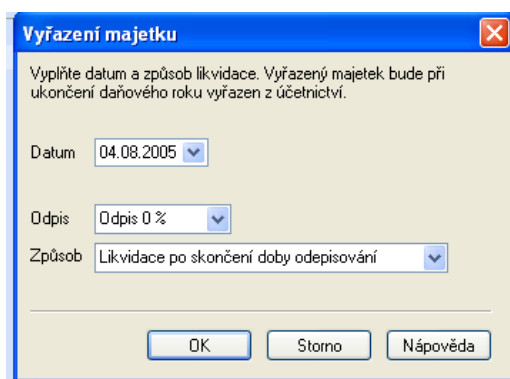 Vyřazení majetku
Vyplňte datum a způsob likvidace. Vyřazený majetek bude při
ukončení daňového roku vyřazen z účetnictví.
Datum 04.08.2005
Odpis Odpis 0 %
Způsob Likvidace po skončení doby odepisování
OK Storno Nápověda